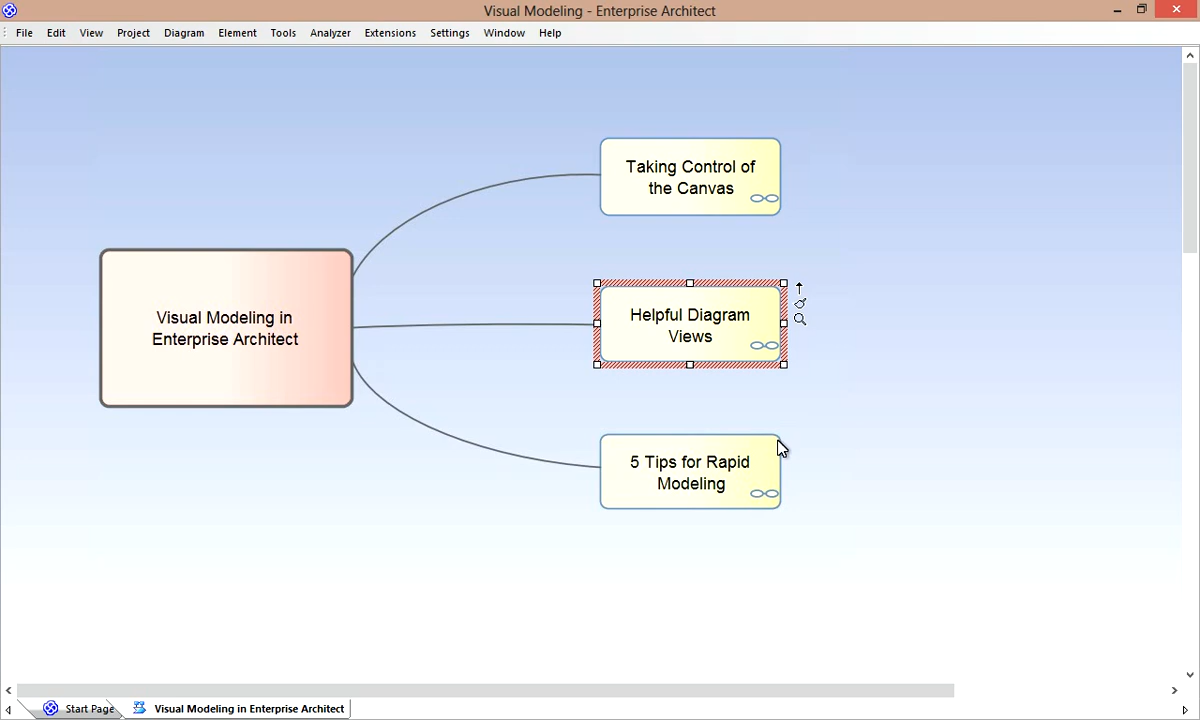 Visual Modeling - Enterprise Architect
File Edit View Project Diagram Element Tools Analyzer Extensions Settings Window Help
Taking Control of
the Canvas
Visual Modeling in
Enterprise Architect
Helpful Diagram
Views
5 Tips for Rapid
Modeling
Start Page Visual Modeling in Enterprise Architect